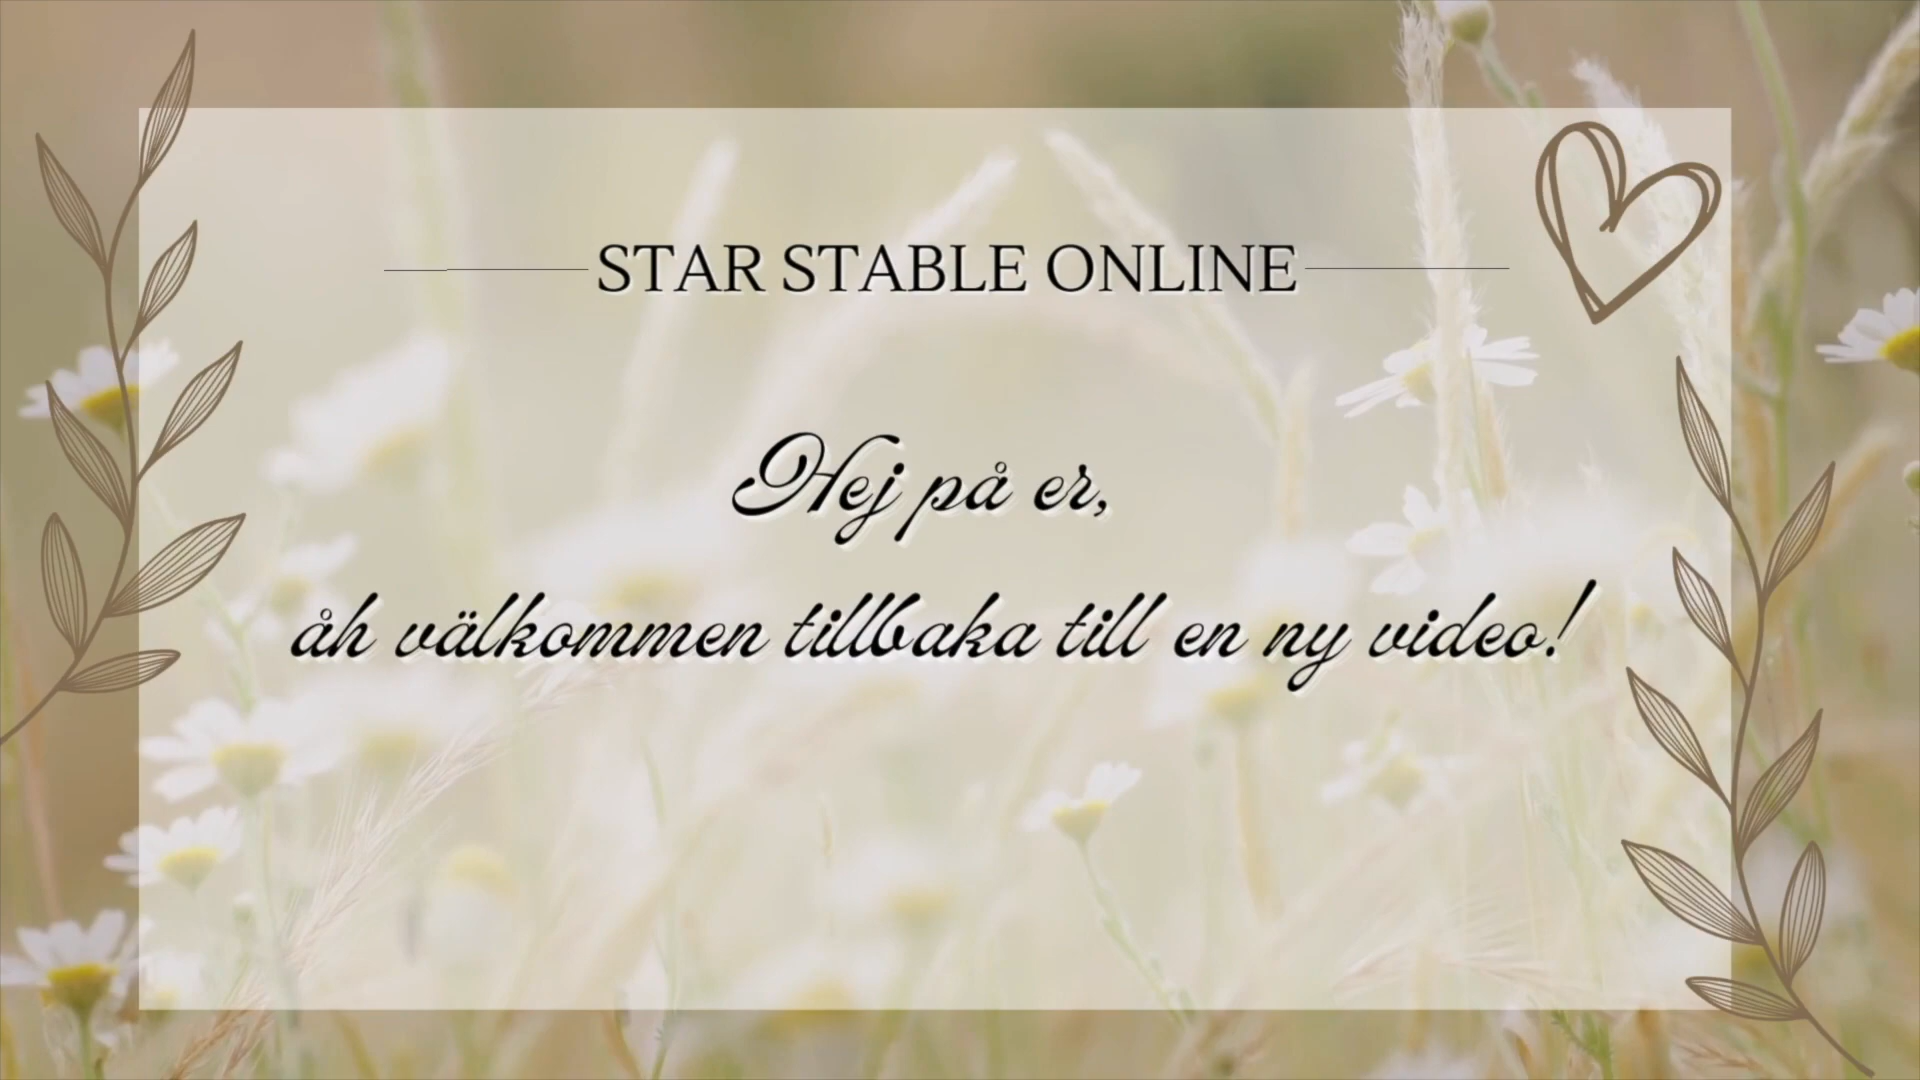 STAR STABLE ONLINE
Hej på er,
åh välkommen tillbaka till en ny video!